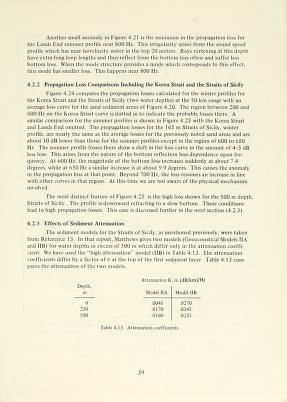 Another small anomaly in Figure 4.21 is the minimum in the propagation loss for
the Lands End summer profile near 800 Hz. This irregularity arises from the sound speed
profile which has near isovelocity water in the top 20 meters. Rays vertexing at this depth
have extra long loop lengths and thus reflect from the bottom less often and suffer less
bottom loss. When the mode structure provides a mode which corresponds to this effect,
this mode has smaller loss. This happens near 800 Hz.
4.2.2 Propagation Loss Comparisons Including the Korea Strait and the Straits of Sicily
Figure 4.24 compares the propagation losses calculated for the winter profiles for
the Korea Strait and the Straits of Sicily (two water depths) at the 50 km range with an
average loss curve for the sand sediment areas of Figure 4.20. The region between 200 and
600 Hz on the Korea Strait curve is dotted in to indicate the probable losses there. A
similar comparison for the summer profiles is shown in Figure 4.25 with the Korea Strait
and Lands End omitted. The propagation losses for the 165 m Straits of Sicily, winter
profile, are nearly the same as the average losses for the previously noted sand areas and are
about 10 dB lower than those for the summer profiles except in the region of 600 to 650
Hz. The summer profile losses there show a shift in the loss curve in the amount of 4-5 dB
less loss. This arises from the nature of the bottom reflection loss dependence upon fre-
quency. At 600 Hz, the magnitude of the bottom loss increases suddenly at about 7.4
degrees, while at 650 Hz a similar increase is at about 9.9 degrees. This causes the anomaly
in the propagation loss at that point. Beyond 700 Hz, the loss resumes an increase in line
with other curves in that region. At this time we are not aware of the physical mechanism
involved.
The most distinct feature of Figure 4.25 is the high loss shown for the 500 m depth,
Straits of Sicily. The profile is downward refracting to a slow bottom. These conditions
lead to high propagation losses. This case is discussed further in the next section (4.2.3).
4.2.3 Effects of Sediment Attenuation
The sediment models for the Straits of Sicily, as mentioned previously, were taken
from Reference 13. In that report, Matthews gives two models (Geoacoustical Models IIA
and IIB) for water depths in excess of 500 m which differ only in the attenuation coeffi-
cient. We have used the "high attenuation" model (IIB) in Table 4.13. The attenuation
coefficients differ by a factor of 6 at the top of the first sediment layer. Table 4.13 com-
pares the attenuation of the two models.
Attenuation K, in (dB/km)/Hz
Depth,
m Model IIA Model IIB
0 .0045 .0270
250 .0170 .0345
500 .0160 .0235
Table 4.13. Attenuation coefficients.
59